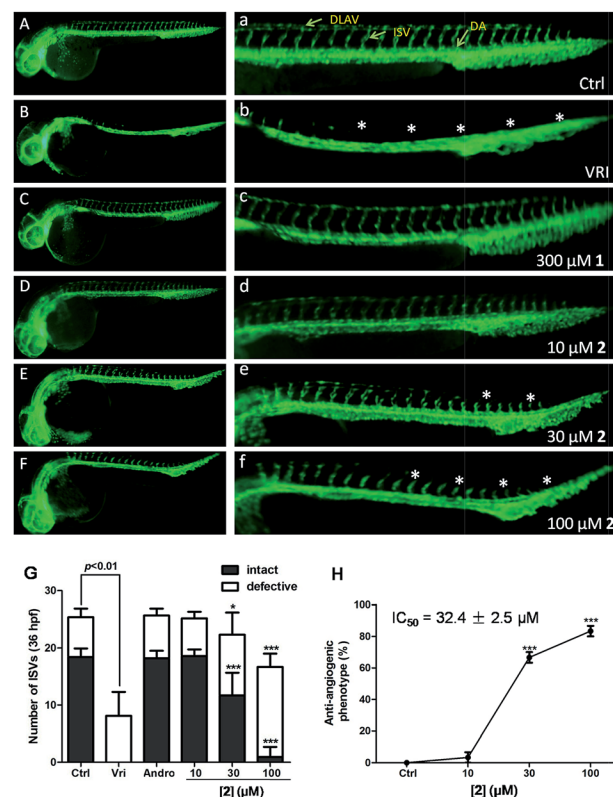 A
a
DLAV
ISV
DA
Ctrl
B
b
* * * * *
VRI
C
c
300 µM 1
D
d
10 µM 2
E
e
* *
30 µM 2
F
f
* * * *
100 µM 2
G
p<0.01
intact
defective
Number of ISVs (36 hpf)
30
20
10
0
*
***
***
***
Ctrl Vri Andro 10 30 100
[2] (µM)
H
IC50 = 32.4 ± 2.5 µM
Anti-angiogenic
phenotype (%)
100
80
60
40
20
0
***
***
Ctrl 10 30 100
[2] (µM)